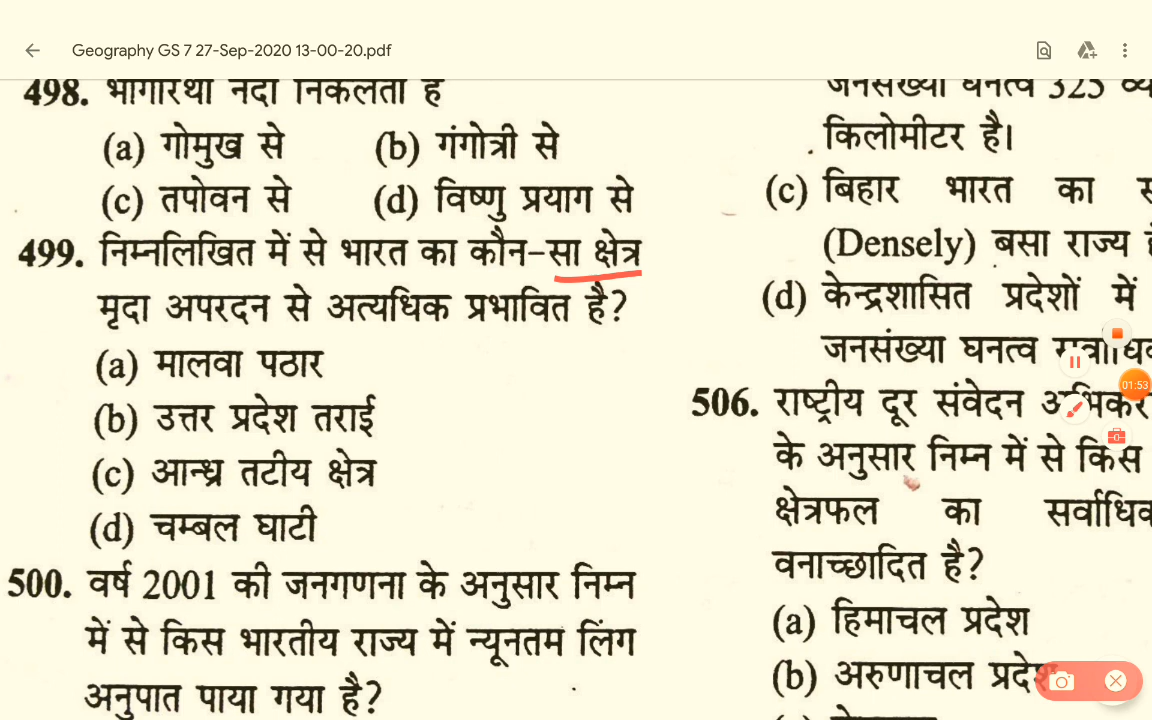 Geography GS 7 27-Sep-2020 13-00-20.pdf
498. भागीरथी नदी निकलती है
(a) गोमुख से (b) गंगोत्री से
(c) तपोवन से (d) विष्णु प्रयाग से
499. निम्नलिखित में से भारत का कौन-सा क्षेत्र
मृदा अपरदन से अत्यधिक प्रभावित है?
(a) मालवा पठार
(b) उत्तर प्रदेश तराई
(c) आन्ध्र तटीय क्षेत्र
(d) चम्बल घाटी
500. वर्ष 2001 की जनगणना के अनुसार निम्न
में से किस भारतीय राज्य में न्यूनतम लिंग
अनुपात पाया गया है?
जनसंख्या घनत्व 325
किलोमीटर है।
(c) बिहार भारत का
(Densely) बसा राज्य
(d) केन्द्रशासित प्रदेशों में
जनसंख्या घनत्व
506. राष्ट्रीय दूर संवेदन
के अनुसार निम्न में से किस
क्षेत्रफल का
वनाच्छादित है?
(a) हिमाचल प्रदेश
(b) अरुणाचल प्रदेश
01:53